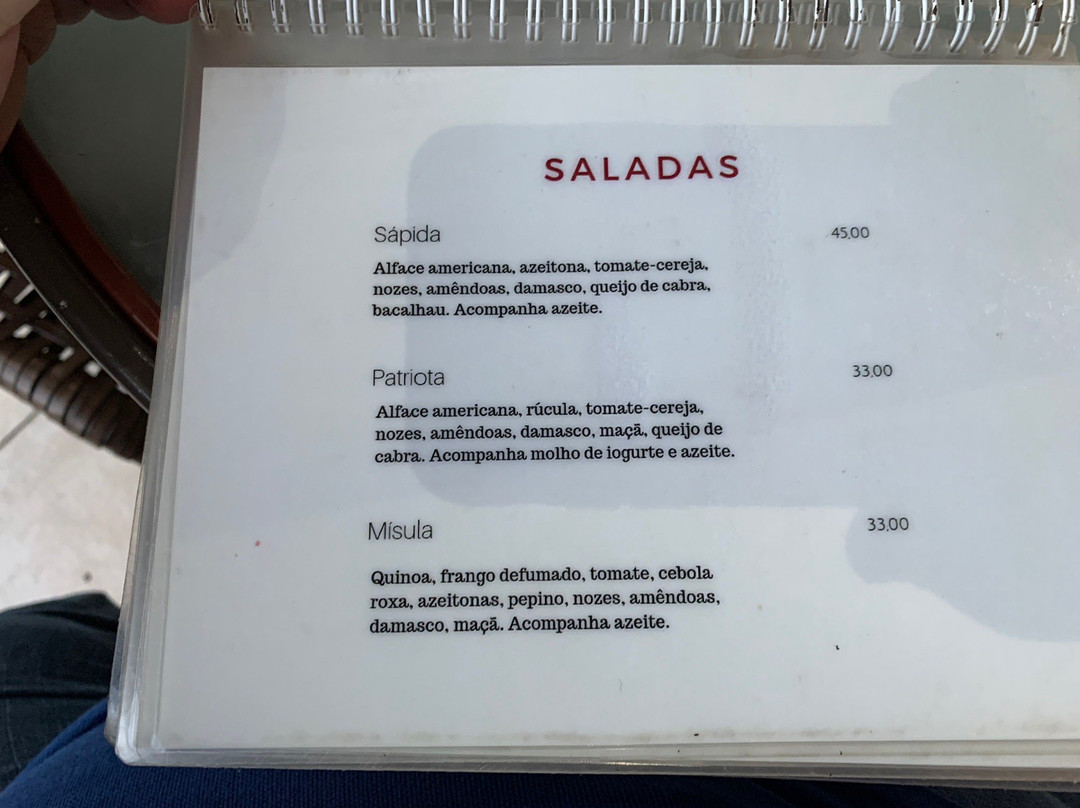 SALADAS
Sápida 45,00
Alface americana, azeitona, tomate-cereja,
nozes, amêndoas, damasco, queijo de cabra,
bacalhau. Acompanha azeite.
Patriota 33,00
Alface americana, rúcula, tomate-cereja,
nozes, amêndoas, damasco, maçã, queijo de
cabra. Acompanha molho de iogurte e azeite.
Mísula 33,00
Quinoa, frango defumado, tomate, cebola
roxa, azeitonas, pepino, nozes, amêndoas,
damasco, maçã. Acompanha azeite.